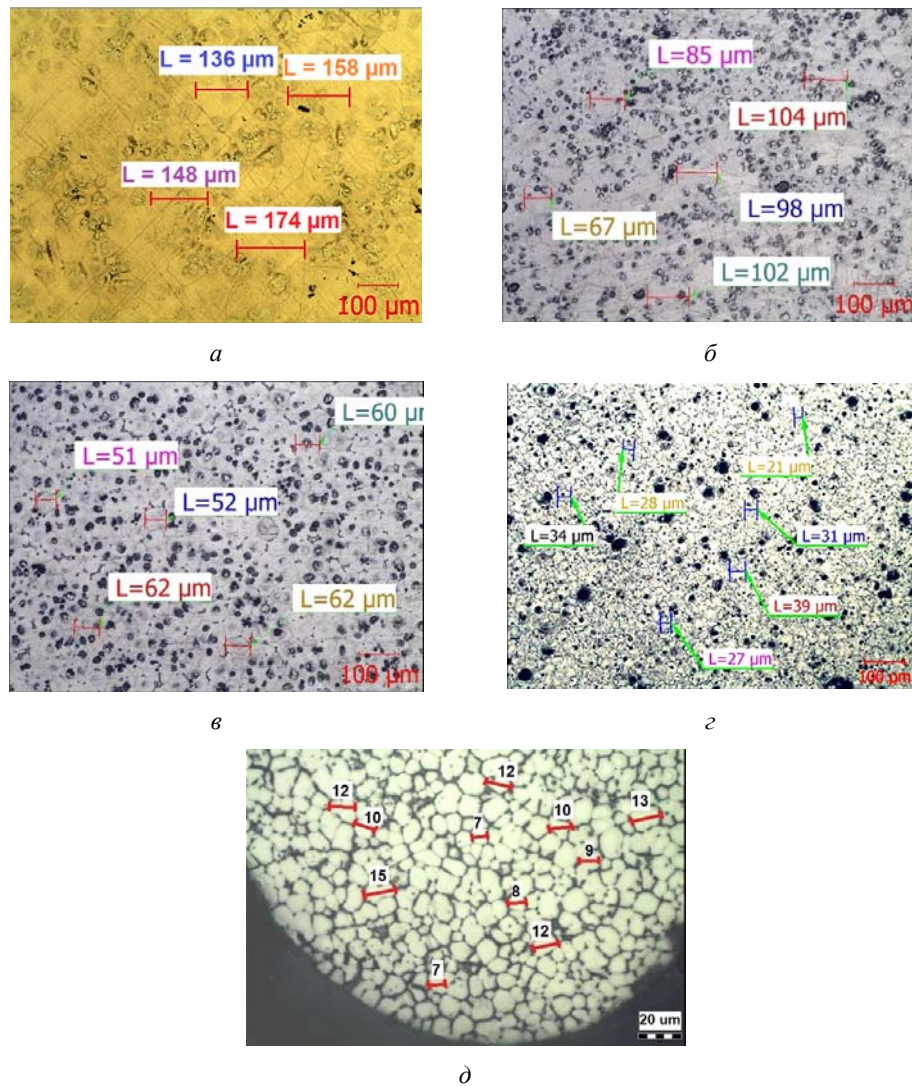 L = 136 µm
L = 158 µm
L = 148 µm
L = 174 µm
100 µm
а
L=85 µm
L=104 µm
L=98 µm
L=67 µm
L=102 µm
100 µm
б
L=60 µm
L=51 µm
L=52 µm
L=62 µm
L=62 µm
100 µm
в
L=21 µm
L=28 µm
L=34 µm
L=31 µm
L=39 µm
L=27 µm
100 µm
г
12
12
10
7
10
13
9
15
8
12
7
20 um
д